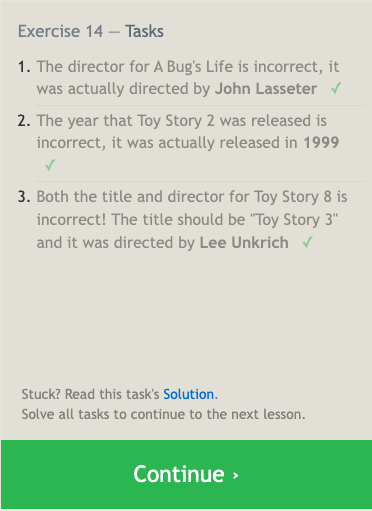 Exercise 14 — Tasks
1. The director for A Bug's Life is incorrect, it
was actually directed by John Lasseter ✓
2. The year that Toy Story 2 was released is
incorrect, it was actually released in 1999
✓
3. Both the title and director for Toy Story 8 is
incorrect! The title should be "Toy Story 3"
and it was directed by Lee Unkrich ✓
Stuck? Read this task's Solution.
Solve all tasks to continue to the next lesson.
Continue ›